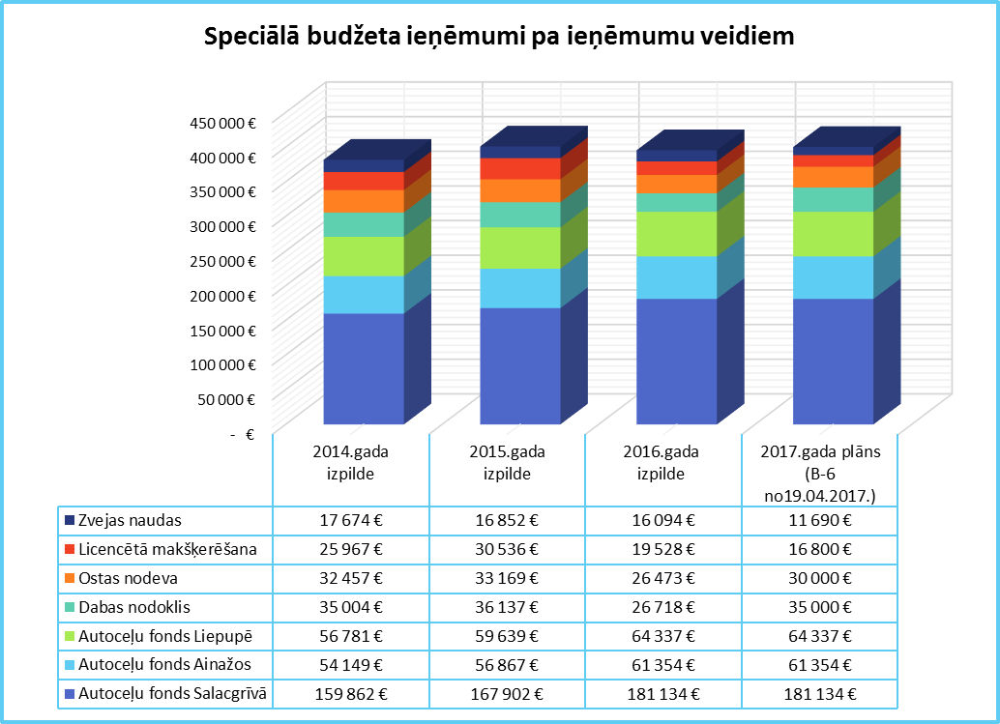 Speciālā budžeta ieņēmumi pa ieņēmumu veidiem
450 000 €
400 000 €
350 000 €
300 000 €
250 000 €
200 000 €
150 000 €
100 000 €
50 000 €
- €
2014.gada izpilde
2015.gada izpilde
2016.gada izpilde
2017.gada plāns (B-6 no19.04.2017.)
Zvejas naudas 17 674 € 16 852 € 16 094 € 11 690 €
Licencētā makšķerēšana 25 967 € 30 536 € 19 528 € 16 800 €
Ostas nodeva 32 457 € 33 169 € 26 473 € 30 000 €
Dabas nodoklis 35 004 € 36 137 € 26 718 € 35 000 €
Autoceļu fonds Liepupē 56 781 € 59 639 € 64 337 € 64 337 €
Autoceļu fonds Ainažos 54 149 € 56 867 € 61 354 € 61 354 €
Autoceļu fonds Salacgrīvā 159 862 € 167 902 € 181 134 € 181 134 €